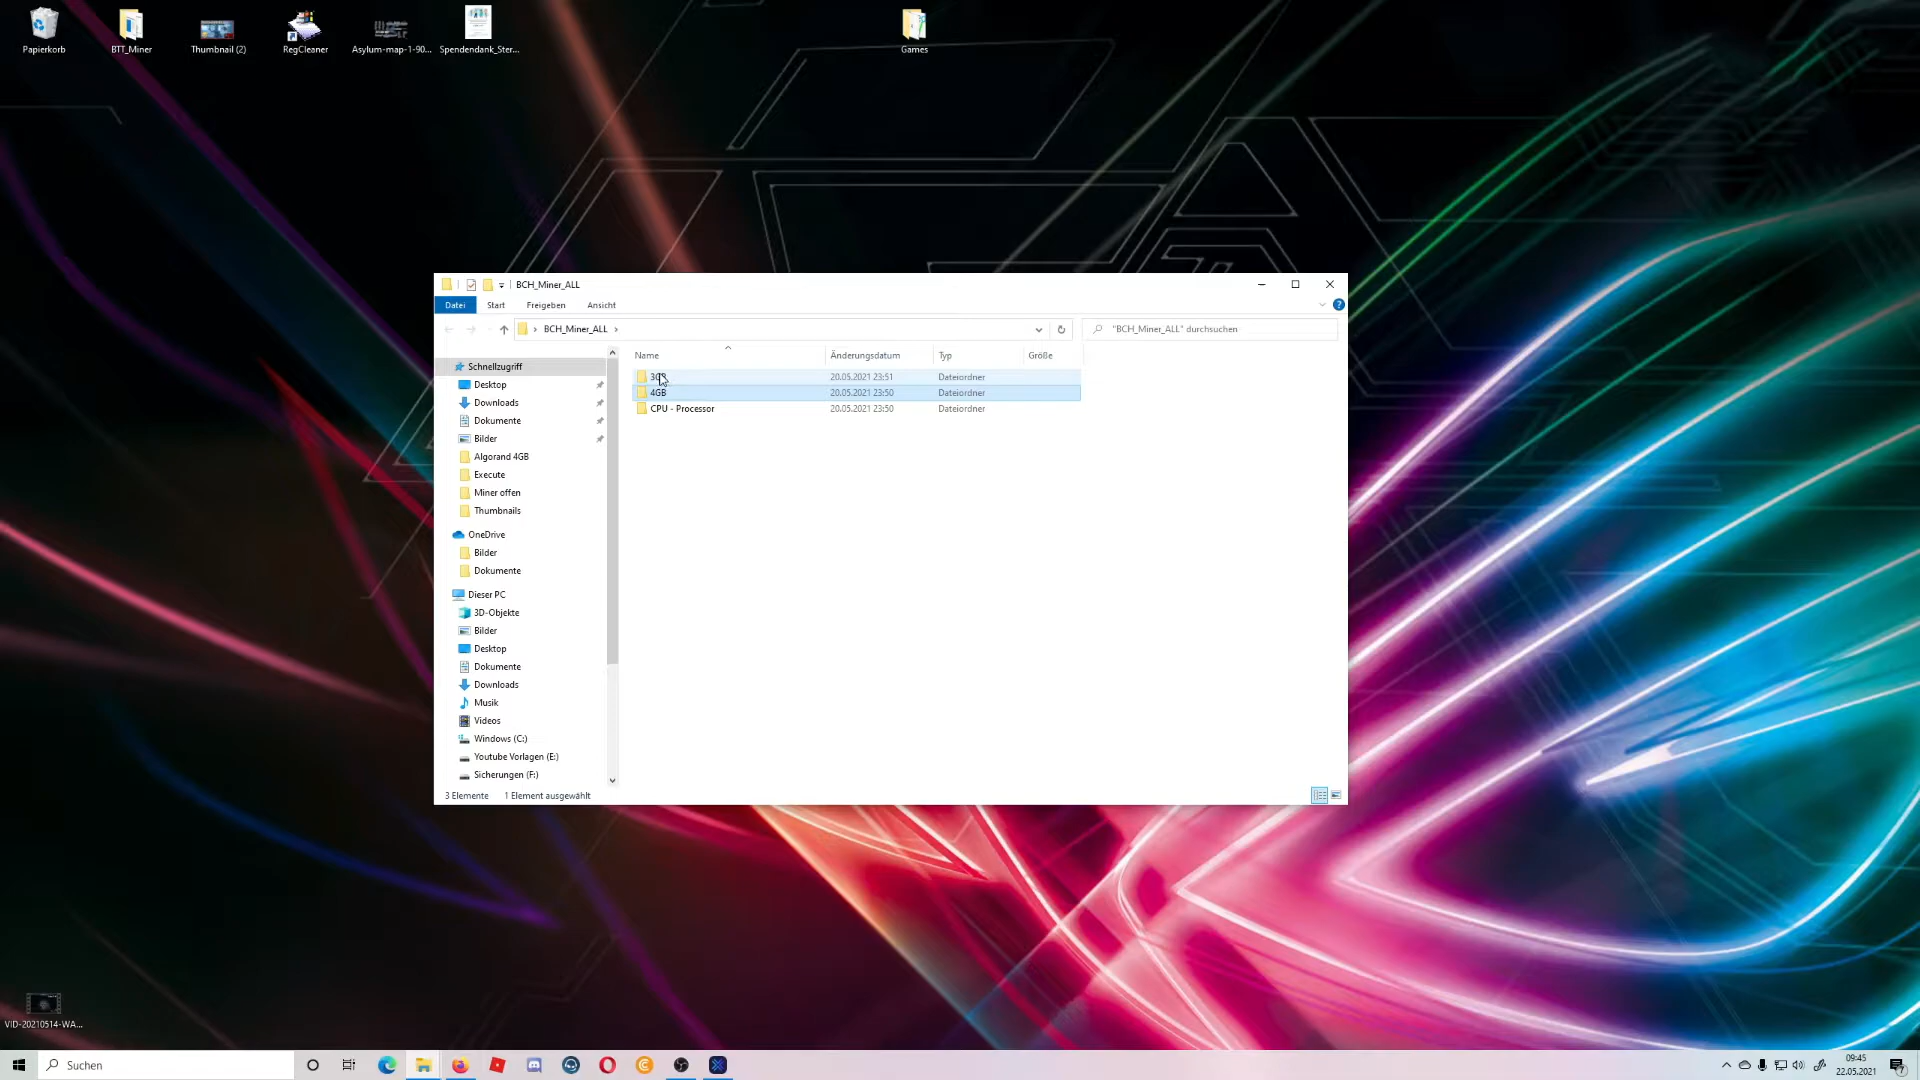 Papierkorb
BTT_Miner
Thumbnail (2)
RegCleaner
Asylum-map-1-90...
Spendendank_Ster...
Games
BCH_Miner_ALL
Datei Start Freigeben Ansicht
BCH_Miner_ALL
"BCH_Miner_ALL" durchsuchen
Name Änderungsdatum Typ Größe
Schnellzugriff
Desktop
Downloads
Dokumente
Bilder
Algorand 4GB
Execute
Miner offen
Thumbnails
OneDrive
Bilder
Dokumente
Dieser PC
3D-Objekte
Bilder
Desktop
Dokumente
Downloads
Musik
Videos
Windows (C:)
Youtube Vorlagen (E:)
Sicherungen (F:)
3GB 20.05.2021 23:51 Dateiordner
4GB 20.05.2021 23:50 Dateiordner
CPU - Processor 20.05.2021 23:50 Dateiordner
3 Elemente 1 Element ausgewählt
VID-20210514-WA...
Suchen
09:45
22.05.2021